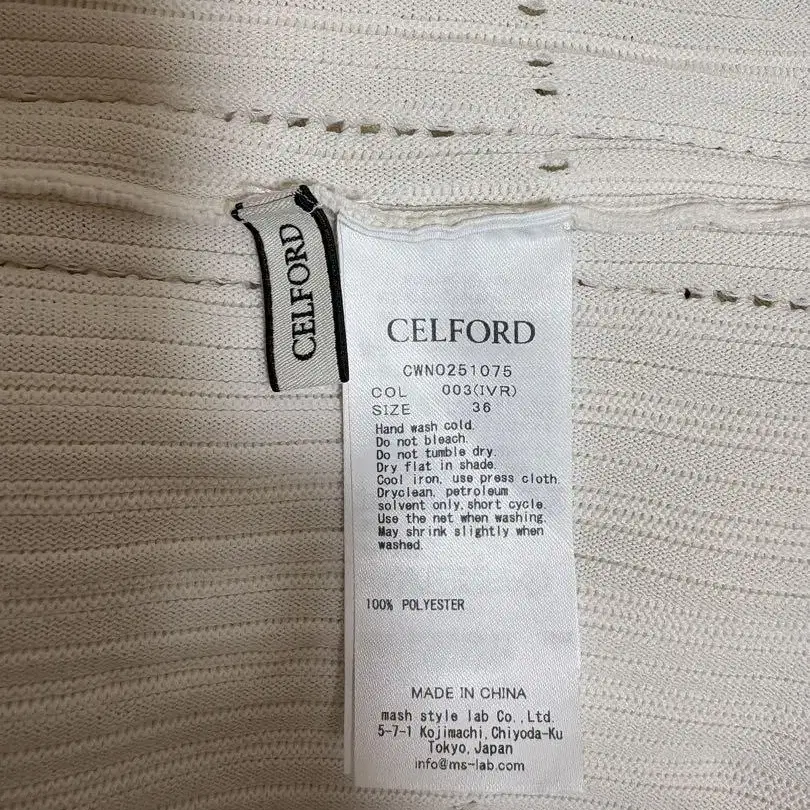 CELFORD
CELFORD
CWNO251075
COL 003(IVR)
SIZE 36
Hand wash cold.
Do not bleach.
Do not tumble dry.
Dry flat in shade.
Cool iron, use press cloth.
Dryclean, petroleum
solvent only,short cycle.
Use the net when washing.
May shrink slightly when
washed.
100% POLYESTER
MADE IN CHINA
mash style lab Co.,Ltd.
5-7-1 Kojimachi,Chiyoda-Ku
Tokyo,Japan
info@ms-lab.com